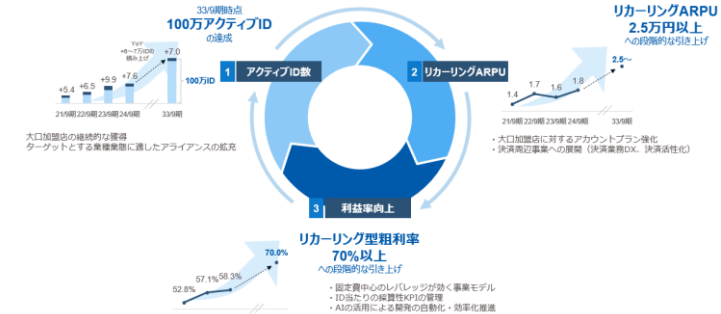 33/9期時点
100万アクティブID
の達成
YoY
+6~7万IDの
積み上げ
+7.0
+5.4
+6.5
+9.9
+7.6
100万ID
21/9期 22/9期 23/9期 24/9期
33/9期
1 アクティブID数
大口加盟店の継続的な獲得
ターゲットとする業種業態に適したアライアンスの拡充
リカーリングARPU
2.5万円以上
への段階的な引き上げ
2 リカーリングARPU
1.4
1.7
1.6
1.8
2.5~
21/9期 22/9期 23/9期 24/9期
33/9期
・大口加盟店に対するアカウントプラン強化
・決済周辺事業への展開（決済業務DX、決済活性化）
3 利益率向上
リカーリング型粗利率
70%以上
への段階的な引き上げ
52.8%
57.1%
58.3%
70.0%
・固定費中心のレバレッジが効く事業モデル
・ID当たりの採算性KPIの管理
・AIの活用による開発の自動化・効率化推進